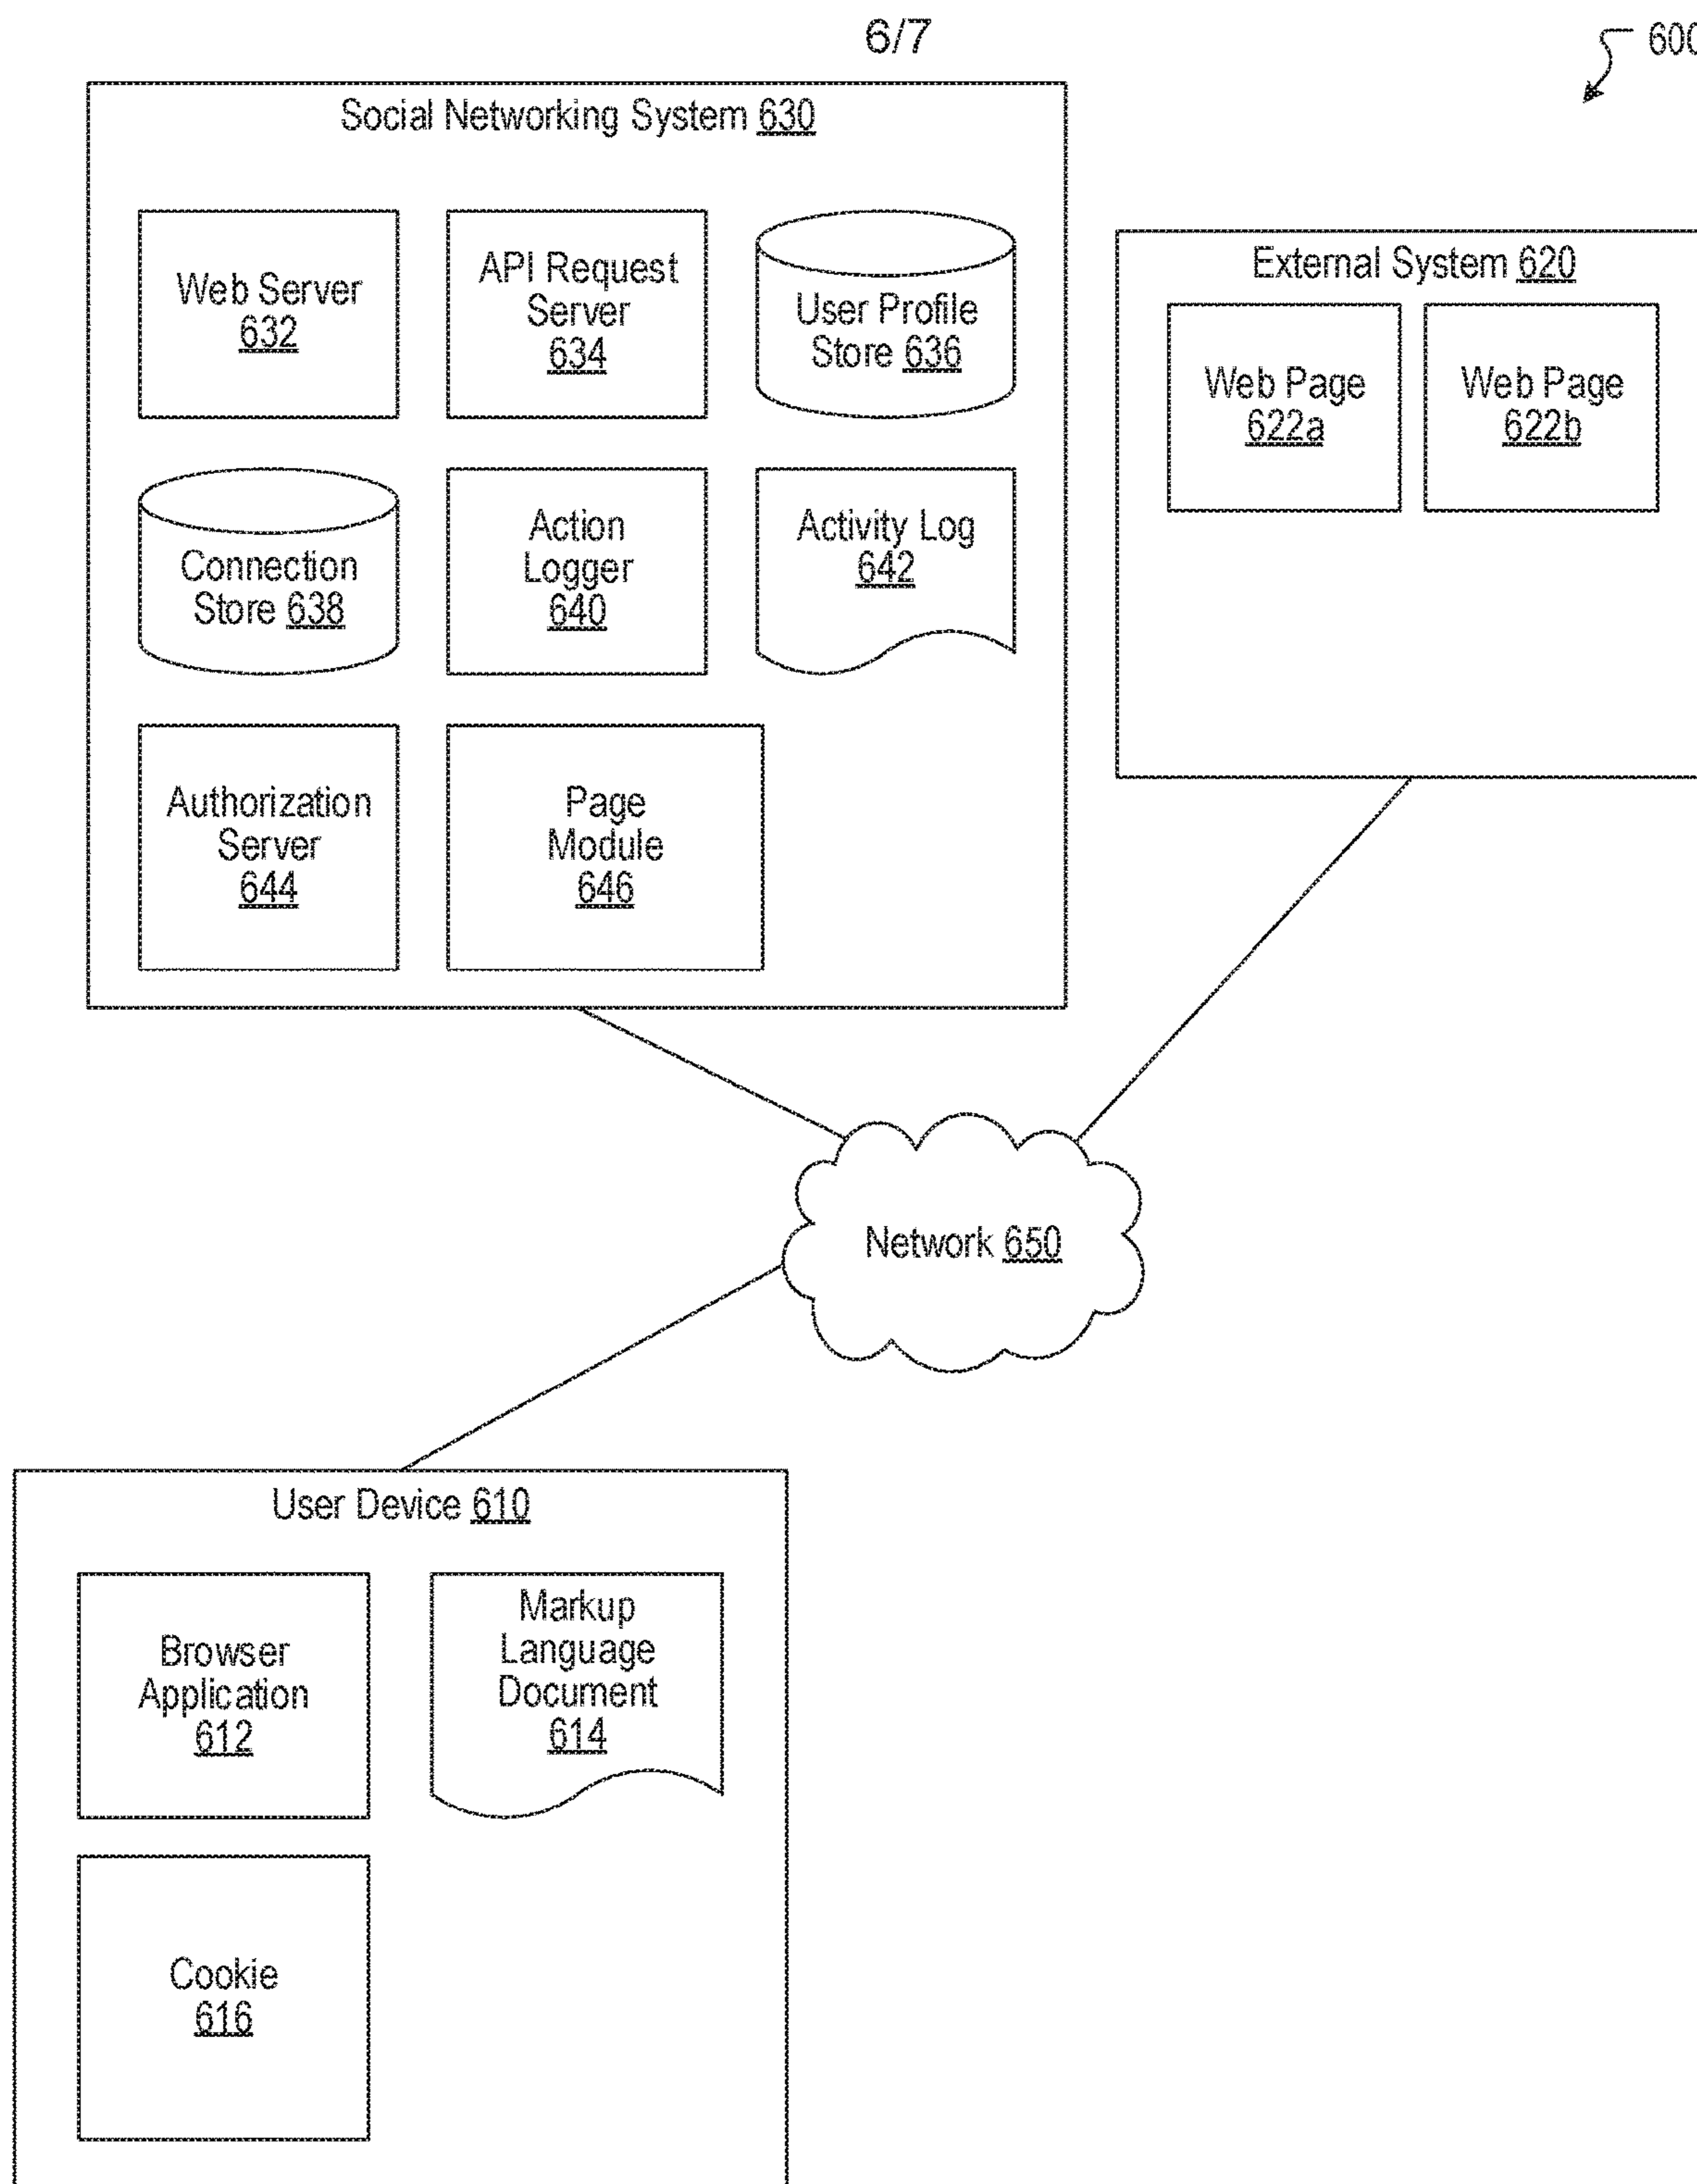 6/7
600
Social Networking System 630
Web Server
632
API Request
Server
634
User Profile
Store 636
Connection
Store 638
Action
Logger
640
Activity Log
642
Authorization
Server
644
Page
Module
646
External System 620
Web Page
622a
Web Page
622b
Network 650
User Device 610
Browser
Application
612
Markup
Language
Document
614
Cookie
616